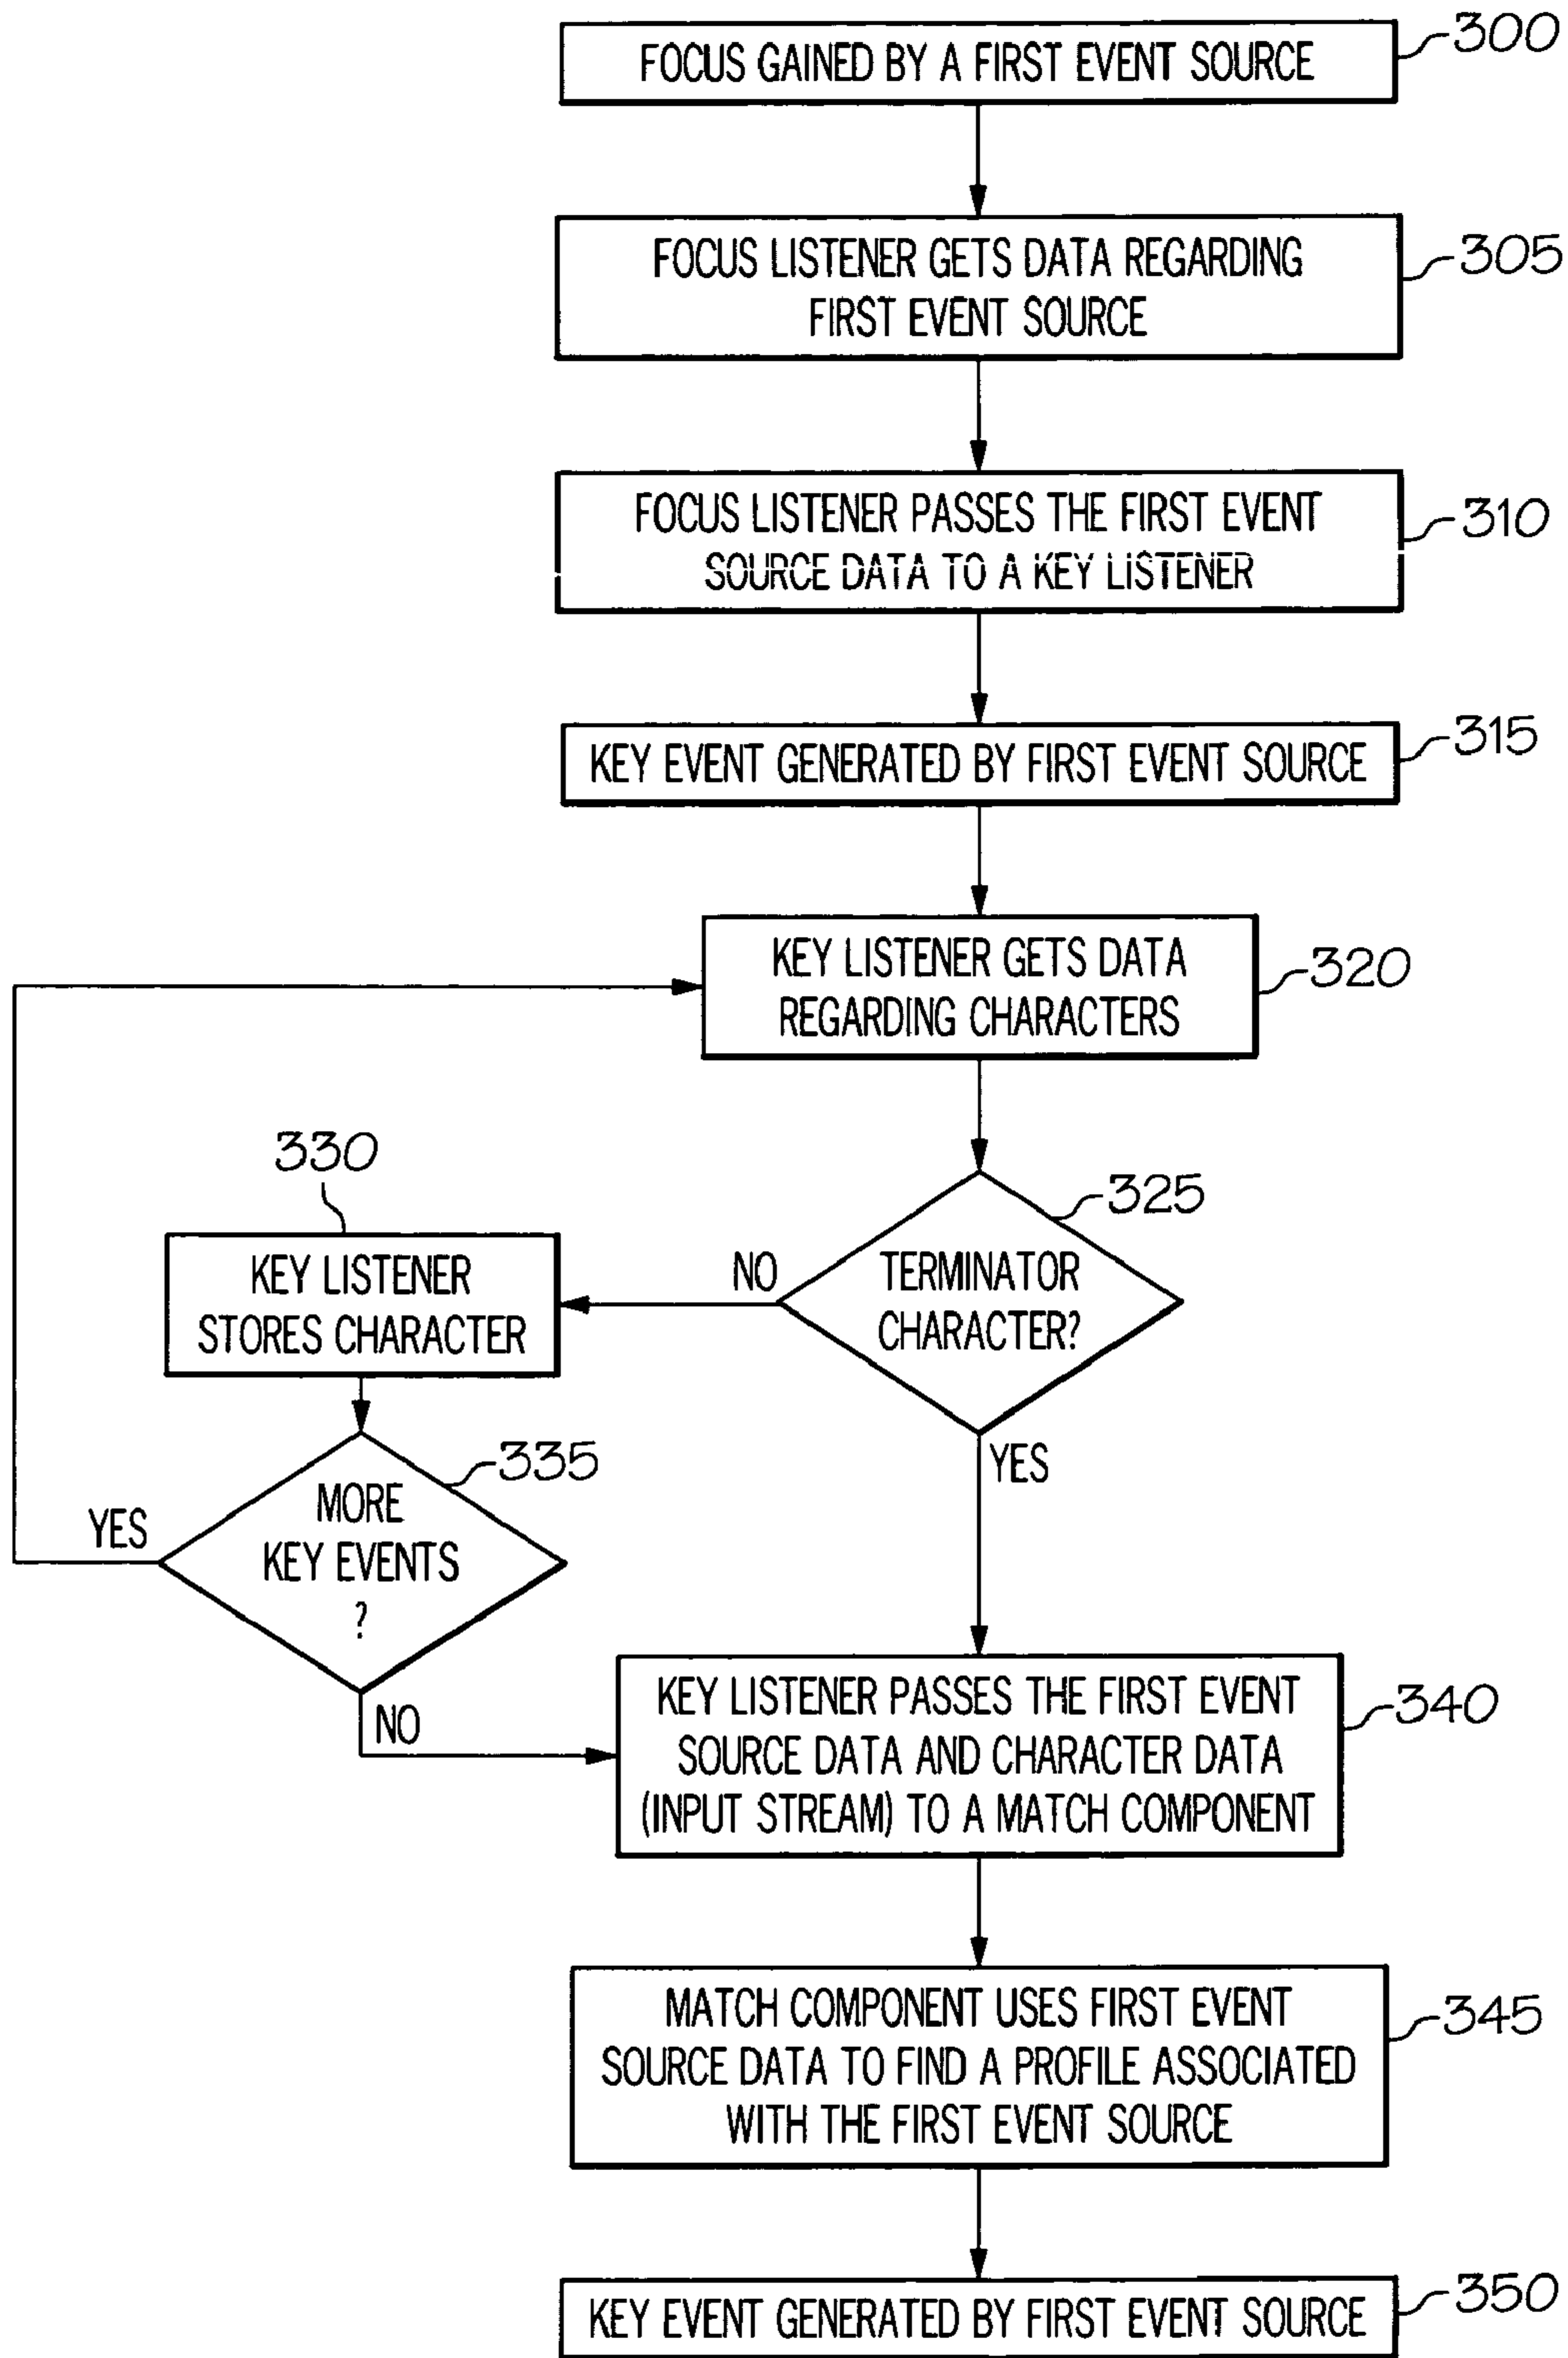 FOCUS GAINED BY A FIRST EVENT SOURCE
300
FOCUS LISTENER GETS DATA REGARDING
FIRST EVENT SOURCE
305
FOCUS LISTENER PASSES THE FIRST EVENT
SOURCE DATA TO A KEY LISTENER
310
KEY EVENT GENERATED BY FIRST EVENT SOURCE
315
KEY LISTENER GETS DATA
REGARDING CHARACTERS
320
TERMINATOR
CHARACTER?
325
NO
YES
330
KEY LISTENER
STORES CHARACTER
MORE
KEY EVENTS
?
335
YES
NO
KEY LISTENER PASSES THE FIRST EVENT
SOURCE DATA AND CHARACTER DATA
(INPUT STREAM) TO A MATCH COMPONENT
340
MATCH COMPONENT USES FIRST EVENT
SOURCE DATA TO FIND A PROFILE ASSOCIATED
WITH THE FIRST EVENT SOURCE
345
KEY EVENT GENERATED BY FIRST EVENT SOURCE
350